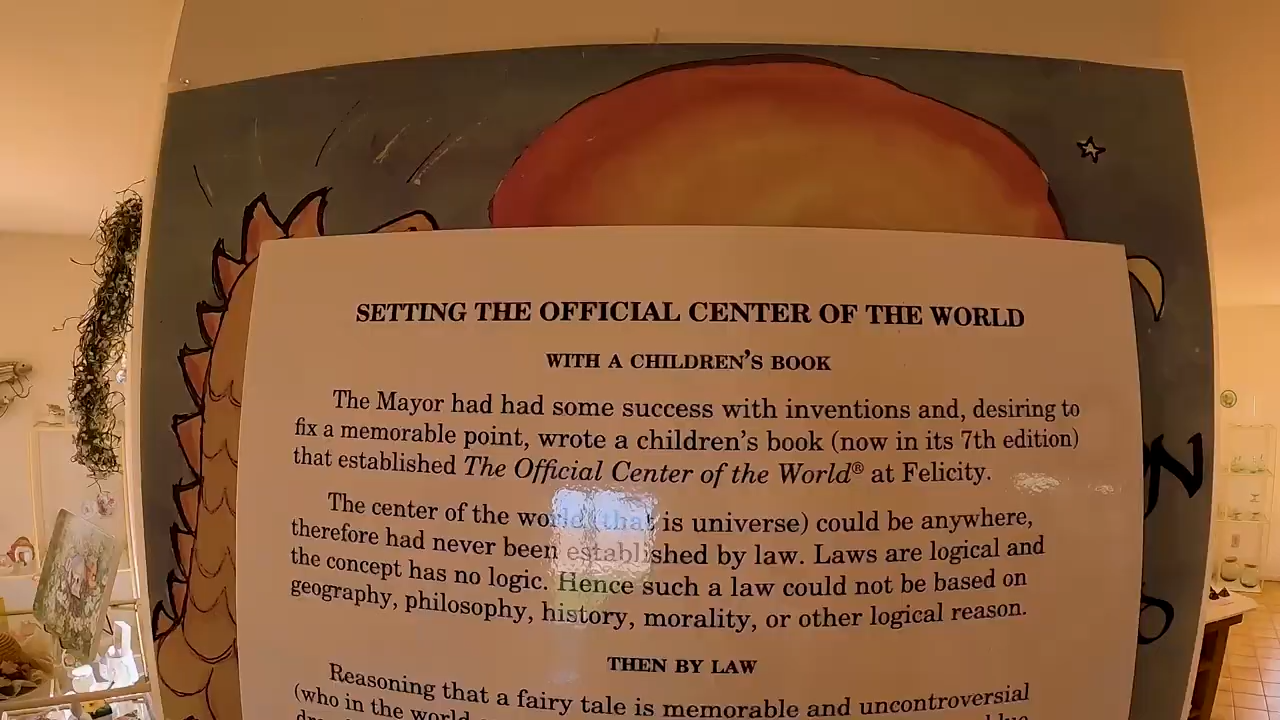 SETTING THE OFFICIAL CENTER OF THE WORLD
WITH A CHILDREN'S BOOK
The Mayor had had some success with inventions and, desiring to
fix a memorable point, wrote a children's book (now in its 7th edition)
that established The Official Center of the World® at Felicity.
The center of the world (that is universe) could be anywhere,
therefore had never been established by law. Laws are logical and
the concept has no logic. Hence such a law could not be based on
geography, philosophy, history, morality, or other logical reason.
THEN BY LAW
Reasoning that a fairy tale is memorable and uncontroversial
(who in the world